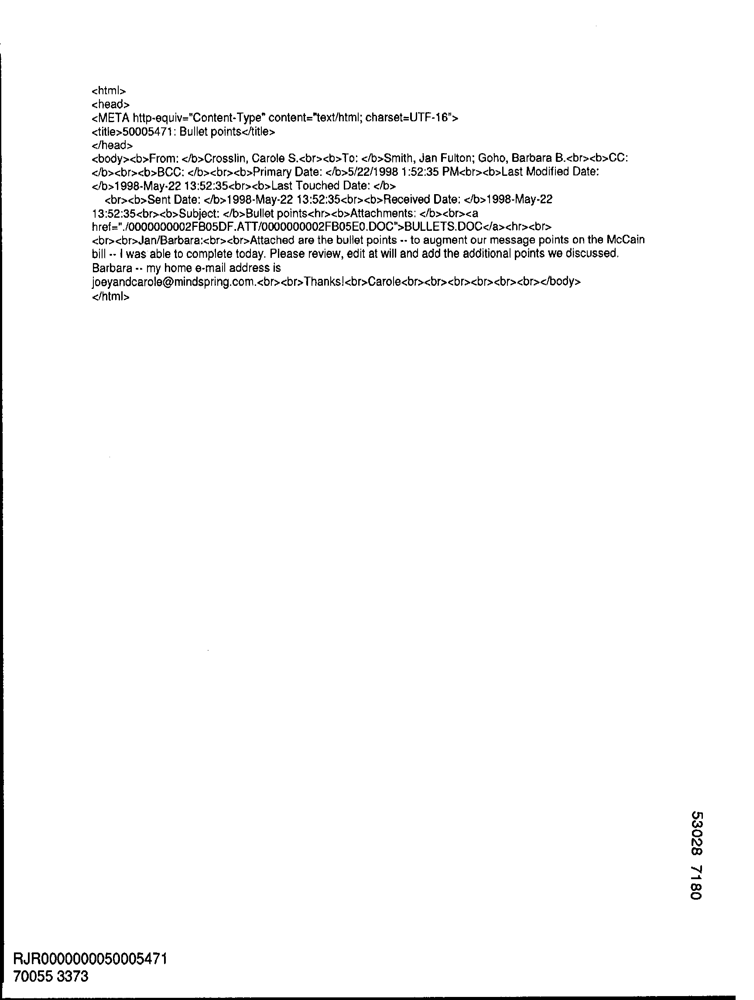 <html>
<head>
<META http-equiv="Content-Type" content="text/html; charset=UTF-16">
<title>50005471: Bullet points</title>
</head>
<body><b>From: </b>Crosslin, Carole S.<br><b>To: </b>Smith, Jan Fulton; Goho, Barbara B.<br><b>CC:
</b><br><b>BCC: </b><br><b>Primary Date: </b>5/22/1998 1:52:35 PM<br><b>Last Modified Date:
</b>1998-May-22 13:52:35<br><b>Last Touched Date: </b>
<br><b>Sent Date: </b>1998-May-22 13:52:35<br><b>Received Date: </b>1998-May-22
13:52:35<br><b>Subject: </b>Bullet points<hr><b>Attachments: </b><br><a
href="./0000000002FB05DF.ATT/0000000002FB05E0.DOC">BULLETS.DOC</a><hr><br>
<br><br>Jan/Barbara:<br><br>Attached are the bullet points -- to augment our message points on the McCain
bill -- I was able to complete today. Please review, edit at will and add the additional points we discussed.
Barbara -- my home e-mail address is
joeyandcarole@mindspring.com.<br><br>Thanks!<br>Carole<br><br><br><br><br><br></body>
</html>
53028 7180
RJR0000000050005471
70055 3373